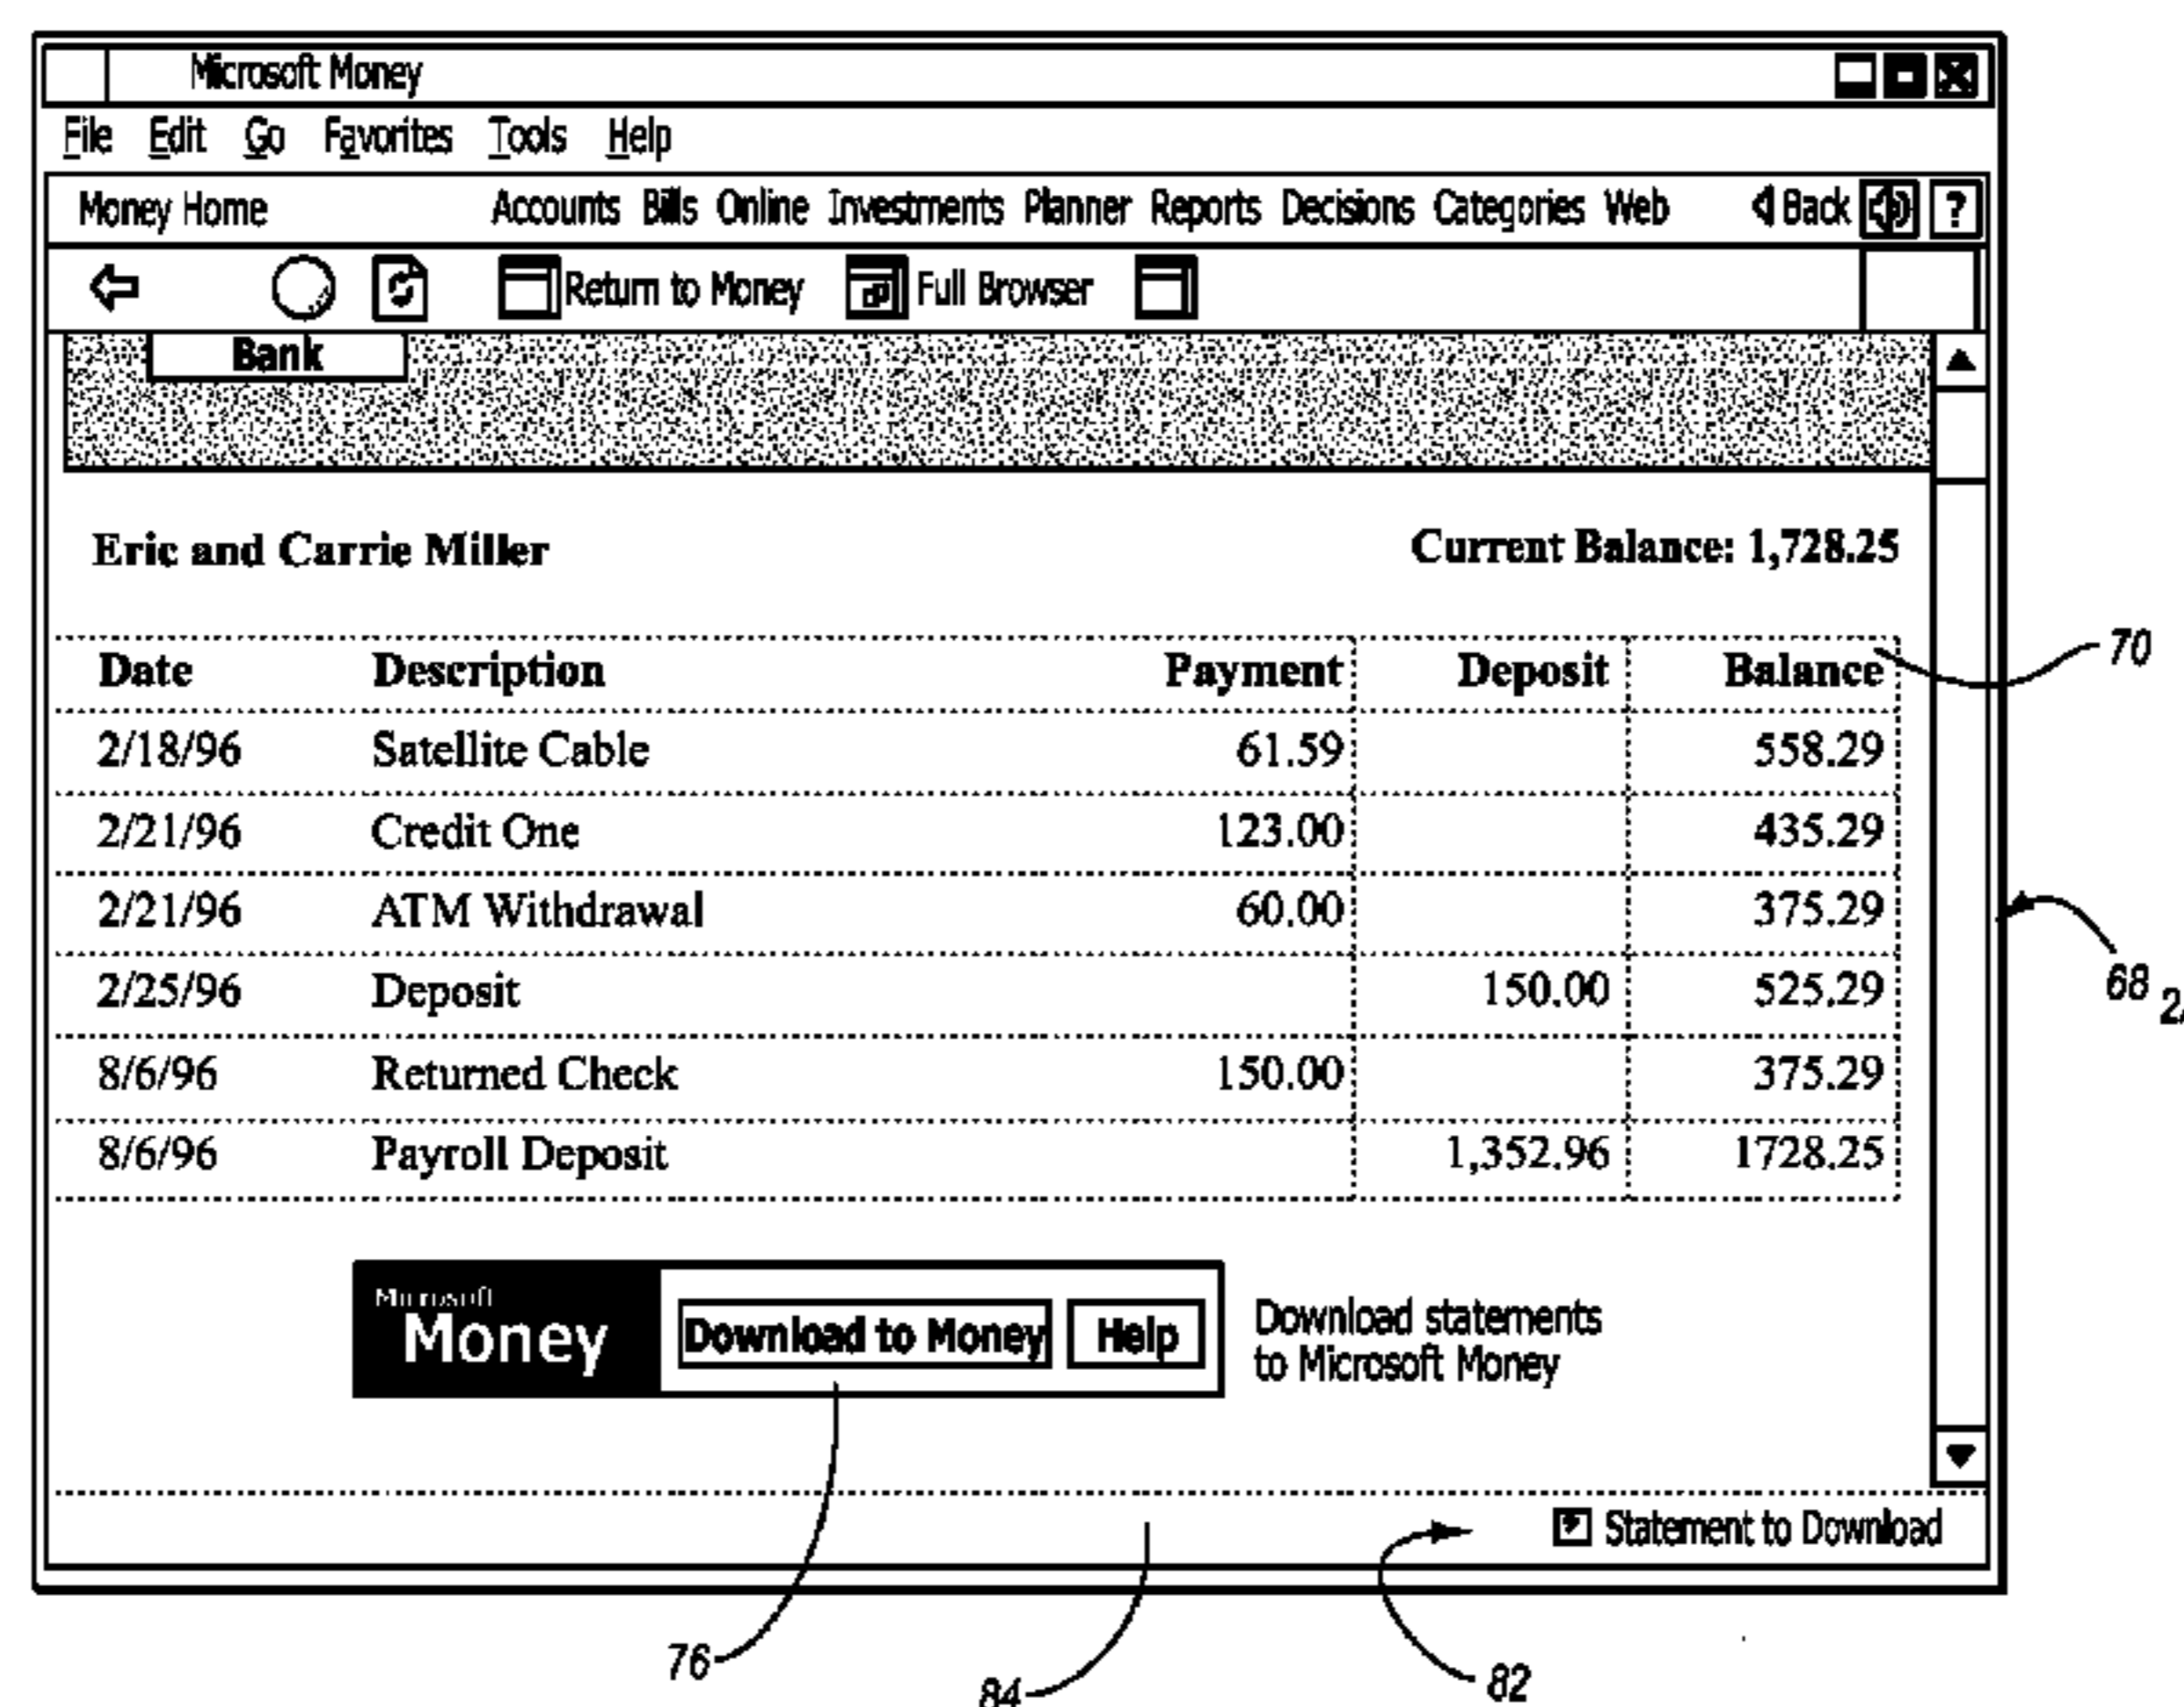 Microsoft Money
File Edit Go Favorites Tools Help
Money Home Accounts Bills Online Investments Planner Reports Decisions Categories Web Back ?
Return to Money Full Browser
Bank
Eric and Carrie Miller Current Balance: 1,728.25
Date Description Payment Deposit Balance
70
2/18/96 Satellite Cable 61.59 558.29
2/21/96 Credit One 123.00 435.29
2/21/96 ATM Withdrawal 60.00 375.29
2/25/96 Deposit 150.00 525.29
68
8/6/96 Returned Check 150.00 375.29
8/6/96 Payroll Deposit 1,352.96 1728.25
Microsoft
Money
Download to Money Help
Download statements
to Microsoft Money
Statement to Download
76
84
82